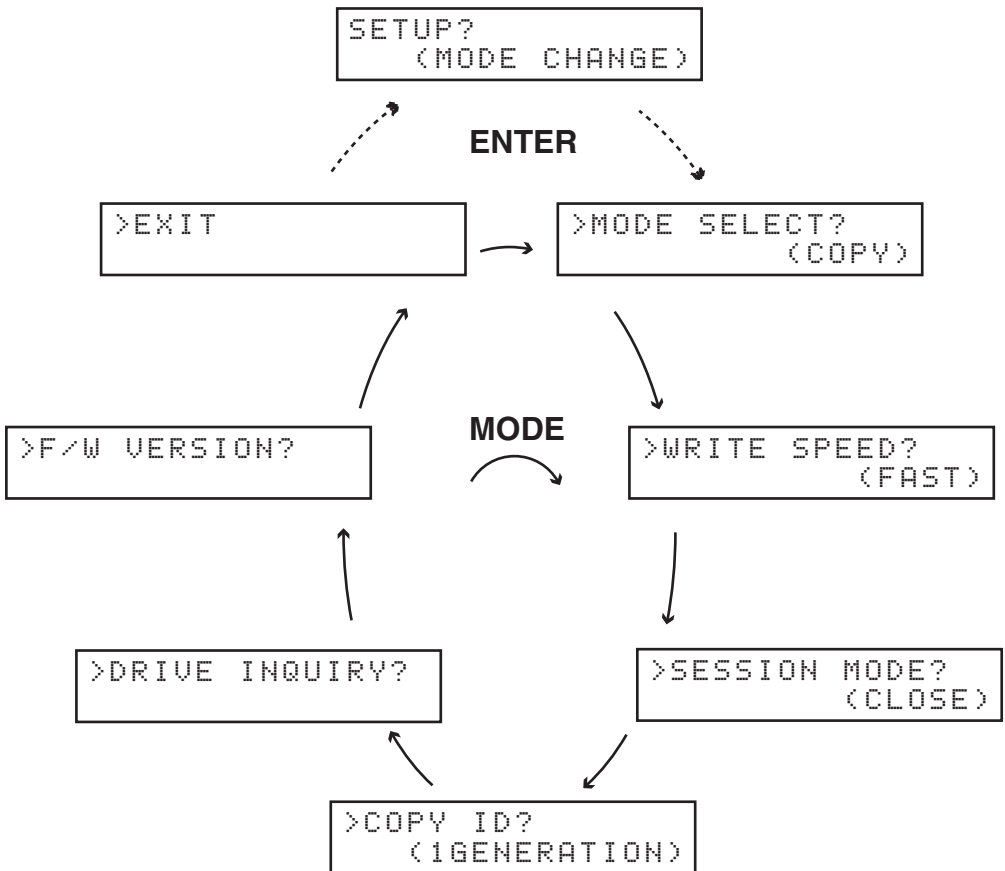 SETUP?
(MODE CHANGE)
ENTER
>EXIT
>MODE SELECT?
(COPY)
>F/W VERSION?
MODE
>WRITE SPEED?
(FAST)
>DRIVE INQUIRY?
>SESSION MODE?
(CLOSE)
>COPY ID?
(1GENERATION)